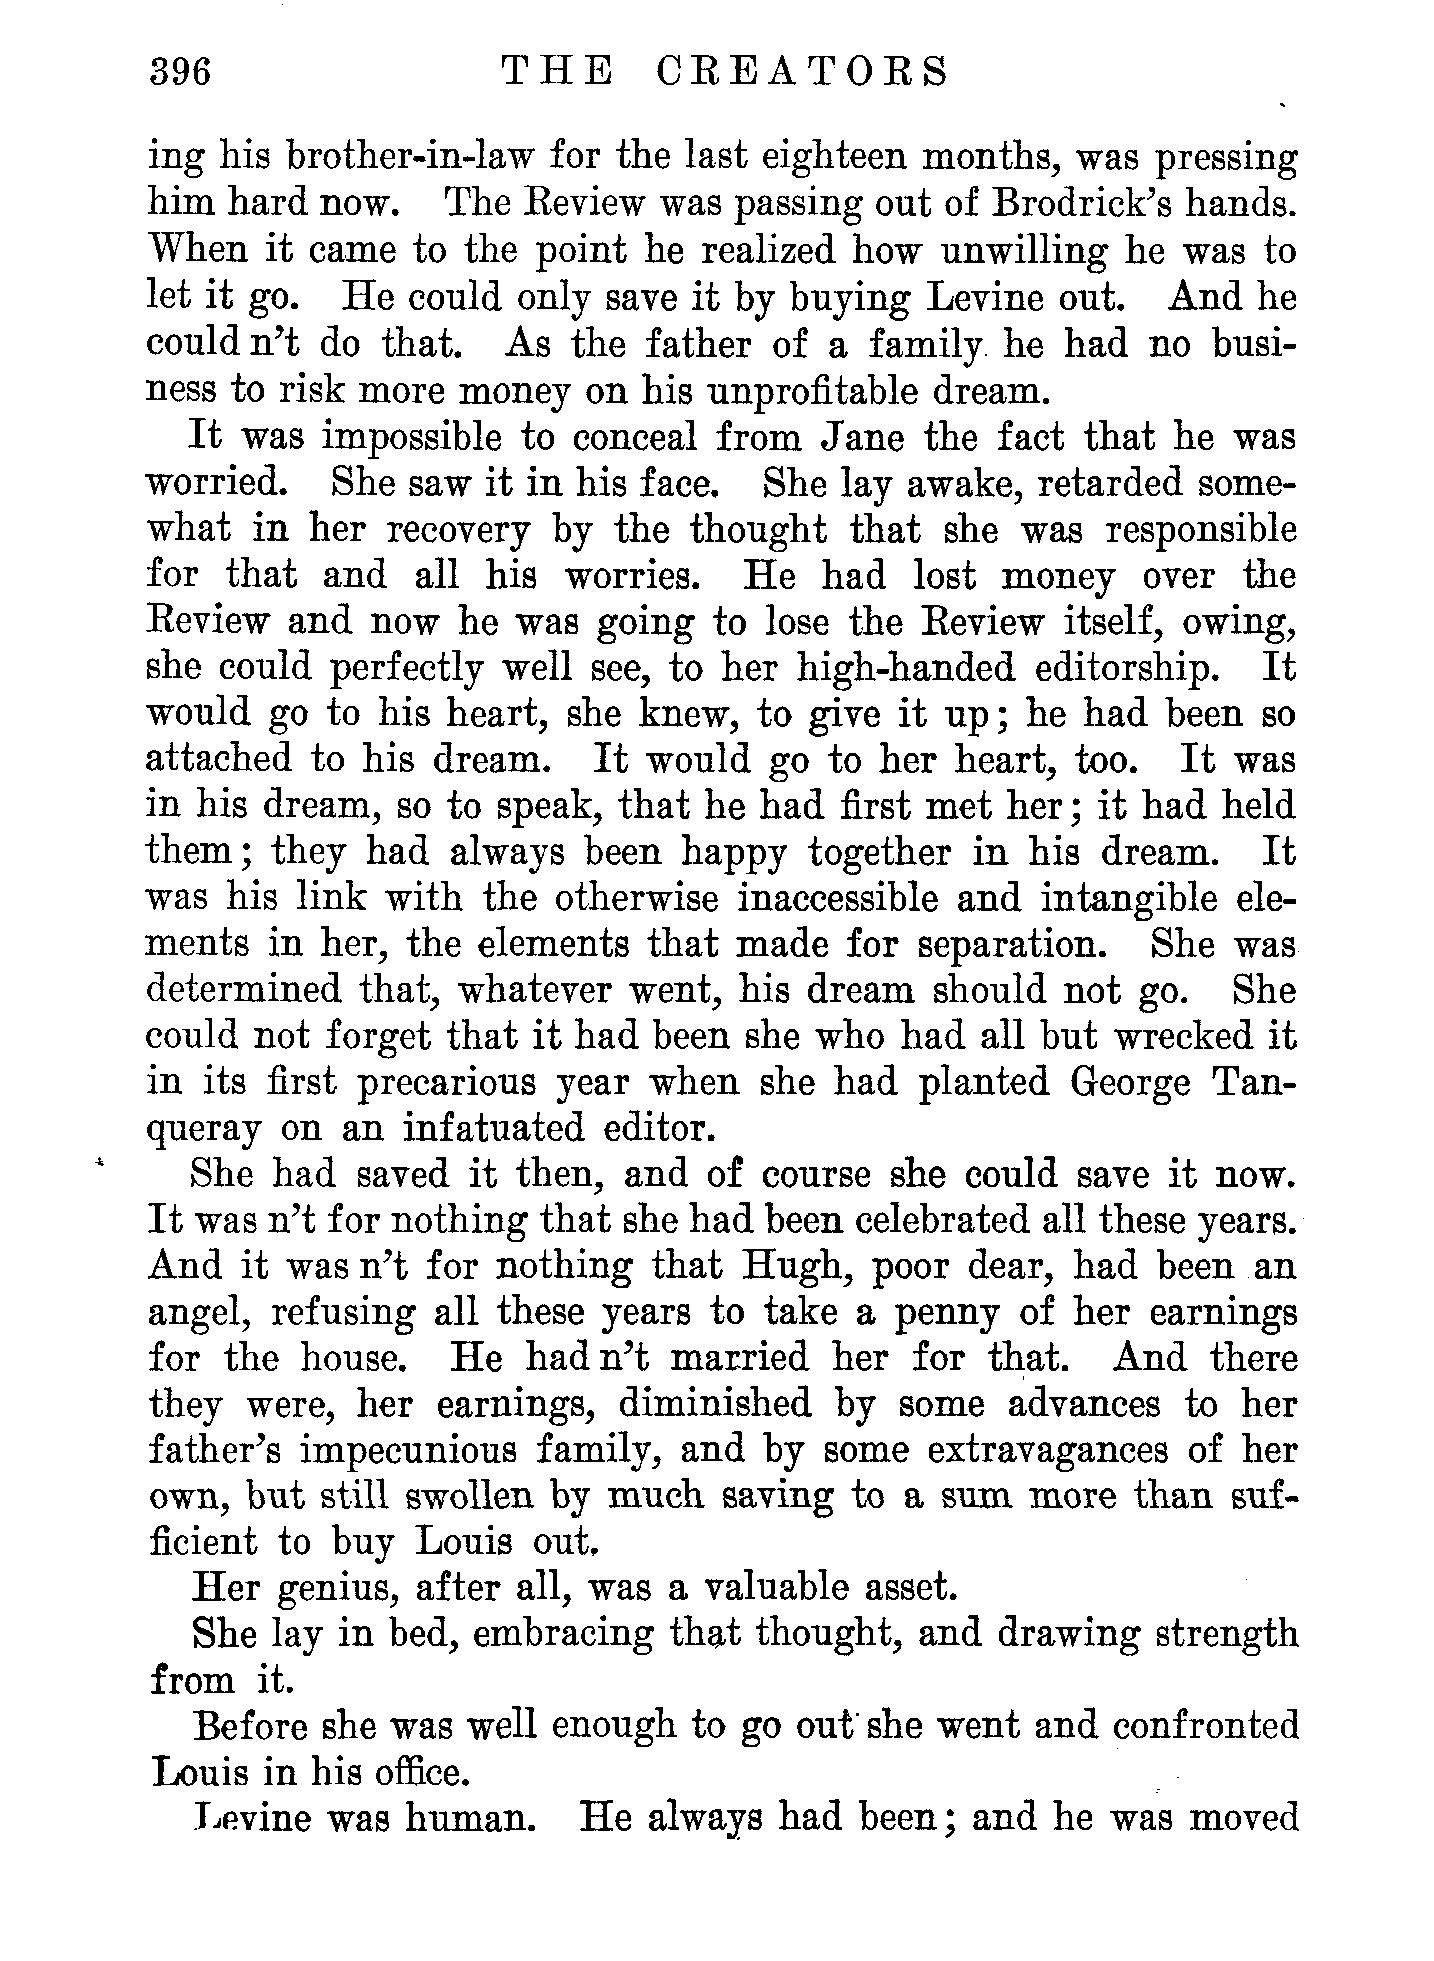 396 THE CREATORS
ing his brother-in-law for the last eighteen months, was pressing
him hard now. The Review was passing out of Brodrick's hands.
When it came to the point he realized how unwilling he was to
let it go. He could only save it by buying Levine out. And he
could n't do that. As the father of a family he had no busi-
ness to risk more money on his unprofitable dream.
It was impossible to conceal from Jane the fact that he was
worried. She saw it in his face. She lay awake, retarded some-
what in her recovery by the thought that she was responsible
for that and all his worries. He had lost money over the
Review and now he was going to lose the Review itself, owing,
she could perfectly well see, to her high-handed editorship. It
would go to his heart, she knew, to give it up; he had been so
attached to his dream. It would go to her heart, too. It was
in his dream, so to speak, that he had first met her; it had held
them; they had always been happy together in his dream. It
was his link with the otherwise inaccessible and intangible ele-
ments in her, the elements that made for separation. She was
determined that, whatever went, his dream should not go. She
could not forget that it had been she who had all but wrecked it
in its first precarious year when she had planted George Tan-
queray on an infatuated editor.
She had saved it then, and of course she could save it now.
It was n't for nothing that she had been celebrated all these years.
And it was n't for nothing that Hugh, poor dear, had been an
angel, refusing all these years to take a penny of her earnings
for the house. He had n't married her for that. And there
they were, her earnings, diminished by some advances to her
father's impecunious family, and by some extravagances of her
own, but still swollen by much saving to a sum more than suf-
ficient to buy Louis out.
Her genius, after all, was a valuable asset.
She lay in bed, embracing that thought, and drawing strength
from it.
Before she was well enough to go out she went and confronted
Louis in his office.
Levine was human. He always had been; and he was moved